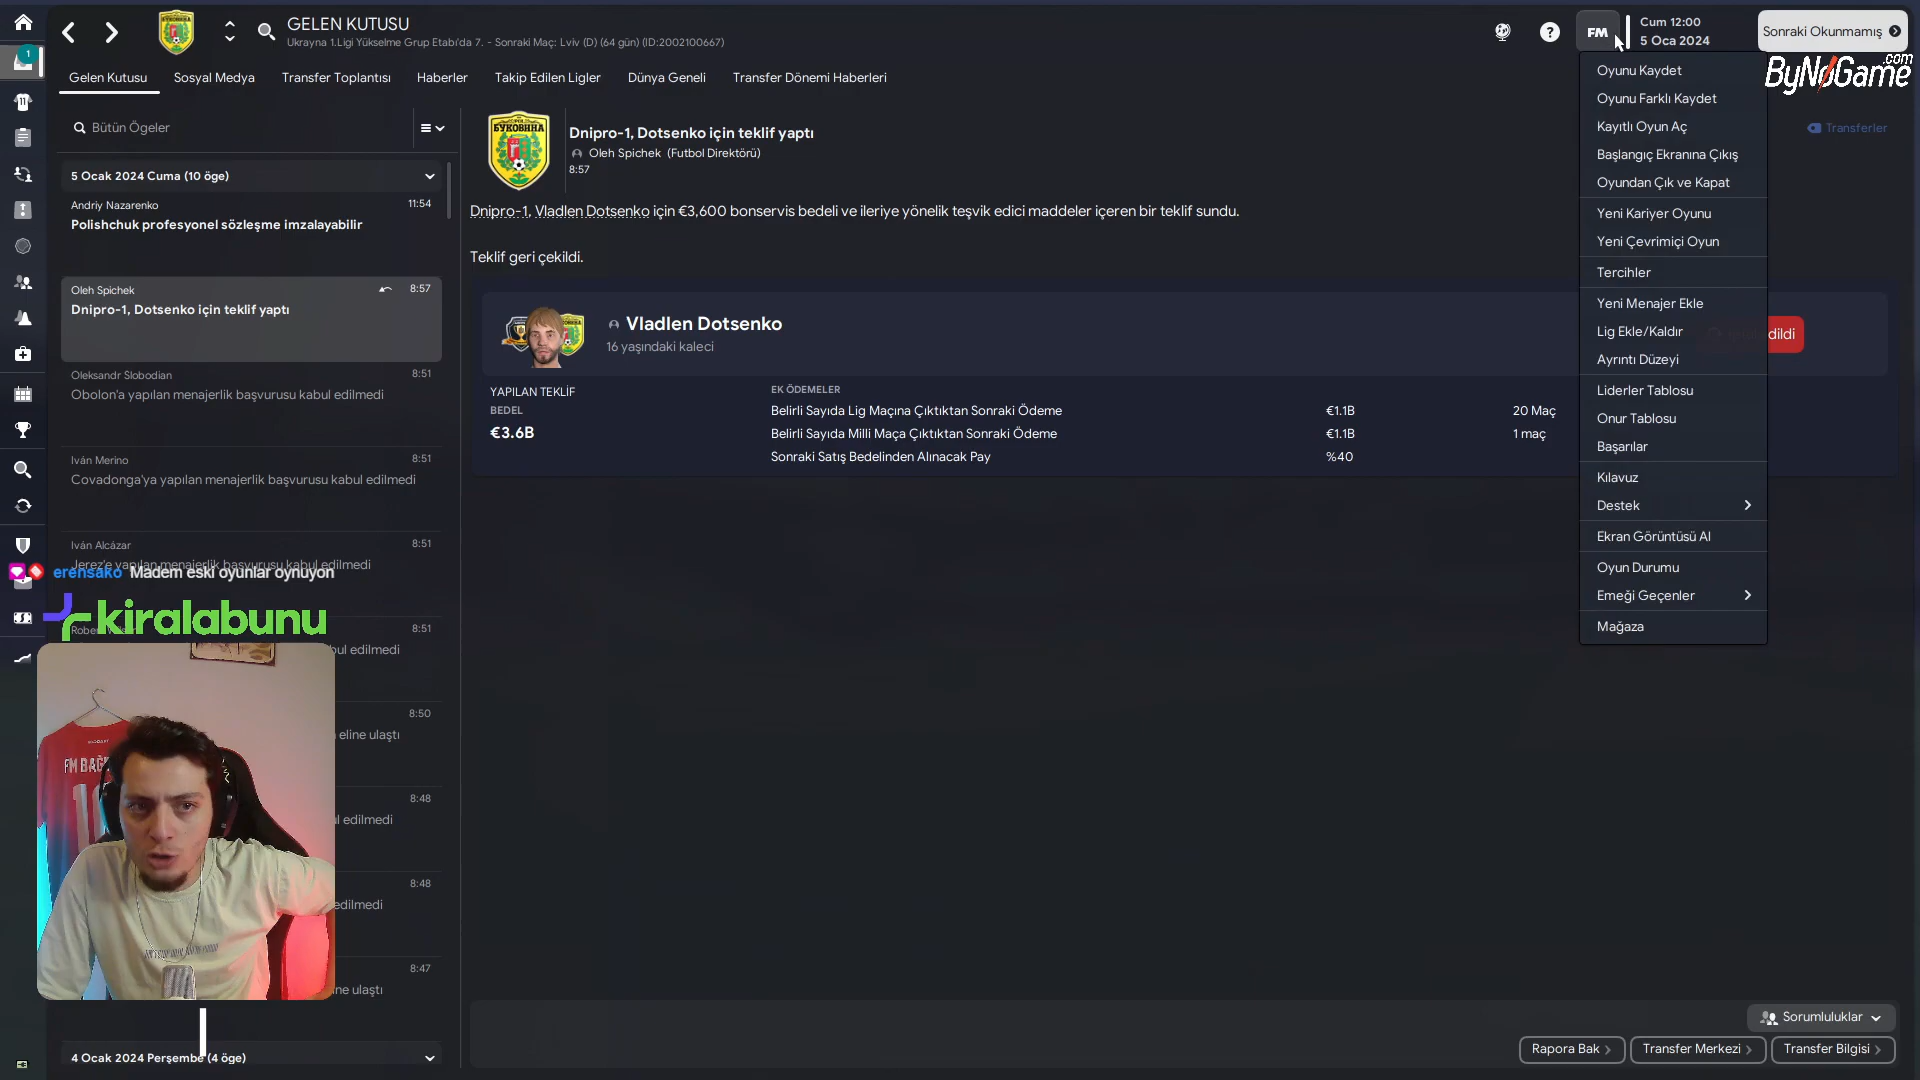 GELEN KUTUSU
Ukrayna 1.Ligi Yükselme Grup Etabı'da 7. - Sonraki Maç: Lviv (D) (64 gün) (ID:2002100667)
FM
Cum 12:00
5 Oca 2024
Sonraki Okunmamış
ByNoGame
.com
Gelen Kutusu
Sosyal Medya
Transfer Toplantısı
Haberler
Takip Edilen Ligler
Dünya Geneli
Transfer Dönemi Haberleri
Bütün Ögeler
5 Ocak 2024 Cuma (10 öge)
Andriy Nazarenko 11:54
Polishchuk profesyonel sözleşme imzalayabilir
Oleh Spichek 8:57
Dnipro-1, Dotsenko için teklif yaptı
Oleksandr Slobodian 8:51
Obolon'a yapılan menajerlik başvurusu kabul edilmedi
Iván Merino 8:51
Covadonga'ya yapılan menajerlik başvurusu kabul edilmedi
Iván Alcázar 8:51
Jerez'e yapılan menajerlik başvurusu kabul edilmedi
erensako Madem eski oyunlar oynuyon
kiralabunu
8:51
edilmedi
8:50
eline ulaştı
8:48
edilmedi
8:48
edilmedi
8:47
ulaştı
FM BAĞ
4 Ocak 2024 Perşembe (4 öge)
БУКОВИНА
Dnipro-1, Dotsenko için teklif yaptı
Oleh Spichek (Futbol Direktörü)
8:57
Transferler
Dnipro-1, Vladlen Dotsenko için €3,600 bonservis bedeli ve ileriye yönelik teşvik edici maddeler içeren bir teklif sundu.
Teklif geri çekildi.
Vladlen Dotsenko
16 yaşındaki kaleci
dildi
YAPILAN TEKLİF
BEDEL
€3.6B
EK ÖDEMELER
Belirli Sayıda Lig Maçına Çıktıktan Sonraki Ödeme €1.1B 20 Maç
Belirli Sayıda Milli Maça Çıktıktan Sonraki Ödeme €1.1B 1 maç
Sonraki Satış Bedelinden Alınacak Pay %40
Oyunu Kaydet
Oyunu Farklı Kaydet
Kayıtlı Oyun Aç
Başlangıç Ekranına Çıkış
Oyundan Çık ve Kapat
Yeni Kariyer Oyunu
Yeni Çevrimiçi Oyun
Tercihler
Yeni Menajer Ekle
Lig Ekle/Kaldır
Ayrıntı Düzeyi
Liderler Tablosu
Onur Tablosu
Başarılar
Kılavuz
Destek
Ekran Görüntüsü Al
Oyun Durumu
Emeği Geçenler
Mağaza
Sorumluluklar
Rapora Bak
Transfer Merkezi
Transfer Bilgisi